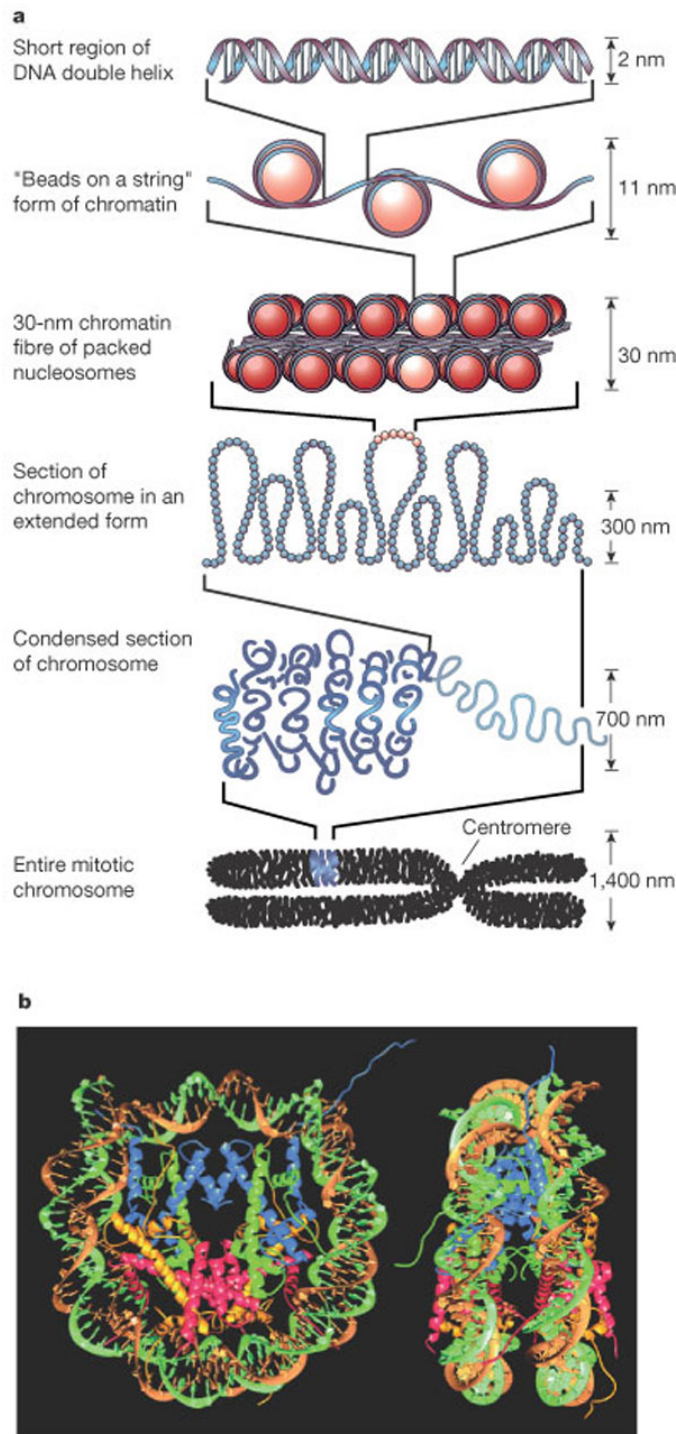 a
Short region of
DNA double helix
2 nm
"Beads on a string"
form of chromatin
11 nm
30-nm chromatin
fibre of packed
nucleosomes
30 nm
Section of
chromosome in an
extended form
300 nm
Condensed section
of chromosome
700 nm
Centromere
Entire mitotic
chromosome
1,400 nm
b